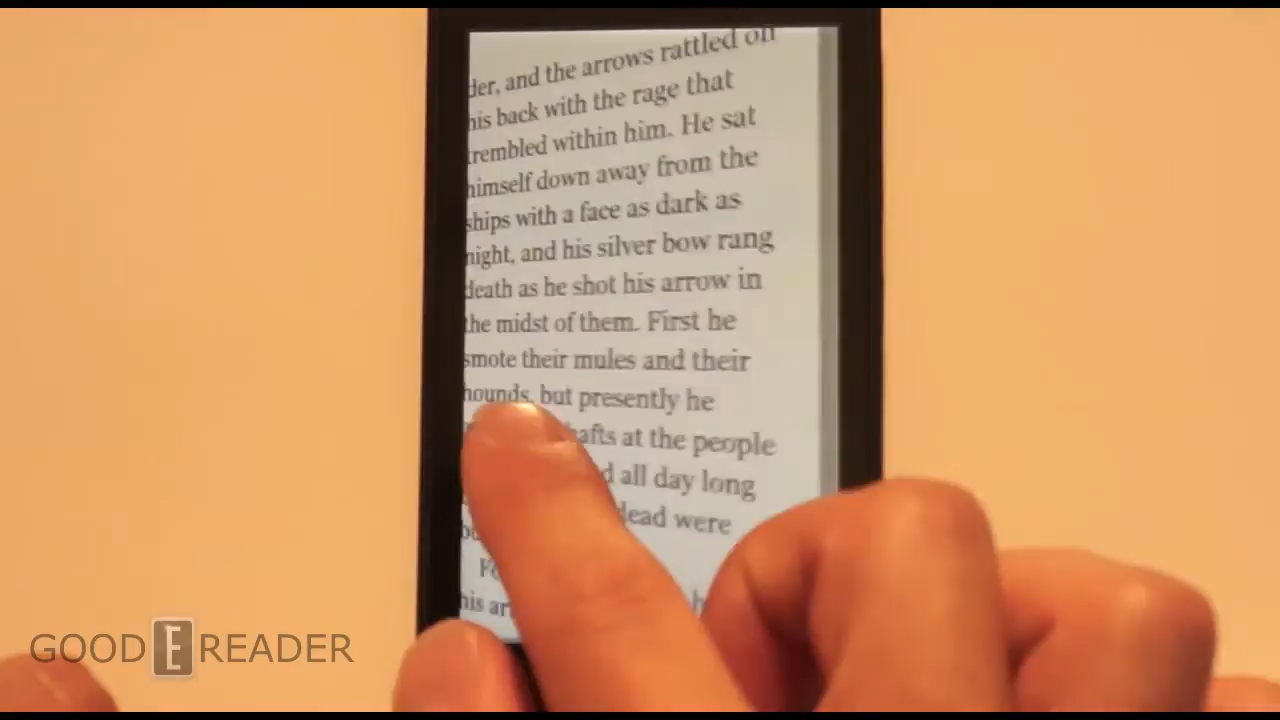 der, and the arrows rattled on
his back with the rage that
trembled within him. He sat
himself down away from the
ships with a face as dark as
night, and his silver bow rang
death as he shot his arrow in
the midst of them. First he
smote their mules and their
hounds, but presently he
hafts at the people
d all day long
dead were
his
GOOD E READER